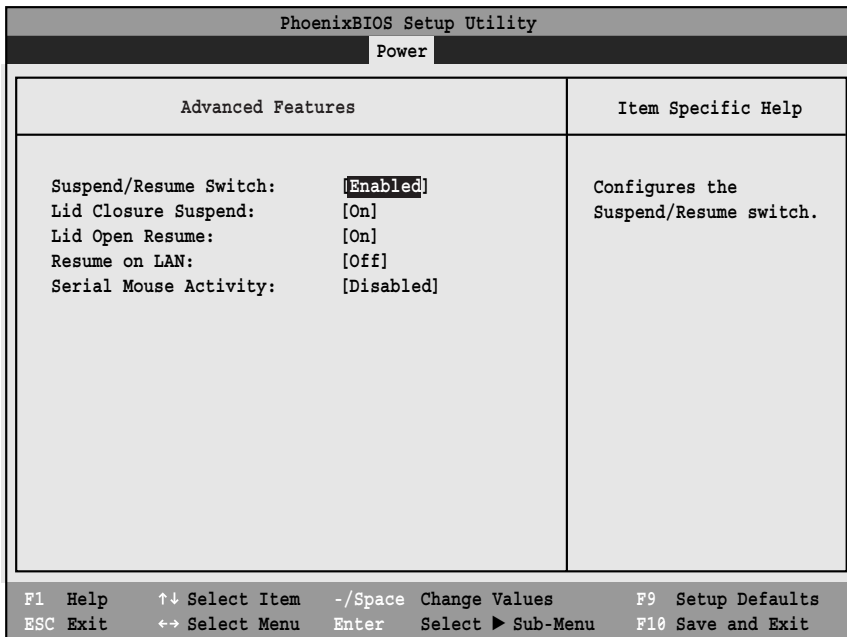 PhoenixBIOS Setup Utility
Power
Advanced Features
Item Specific Help
Suspend/Resume Switch: [Enabled]
Lid Closure Suspend: [On]
Lid Open Resume: [On]
Resume on LAN: [Off]
Serial Mouse Activity: [Disabled]
Configures the
Suspend/Resume switch.
F1 Help ↑↓ Select Item -/Space Change Values F9 Setup Defaults
ESC Exit ←→ Select Menu Enter Select ▶ Sub-Menu F10 Save and Exit